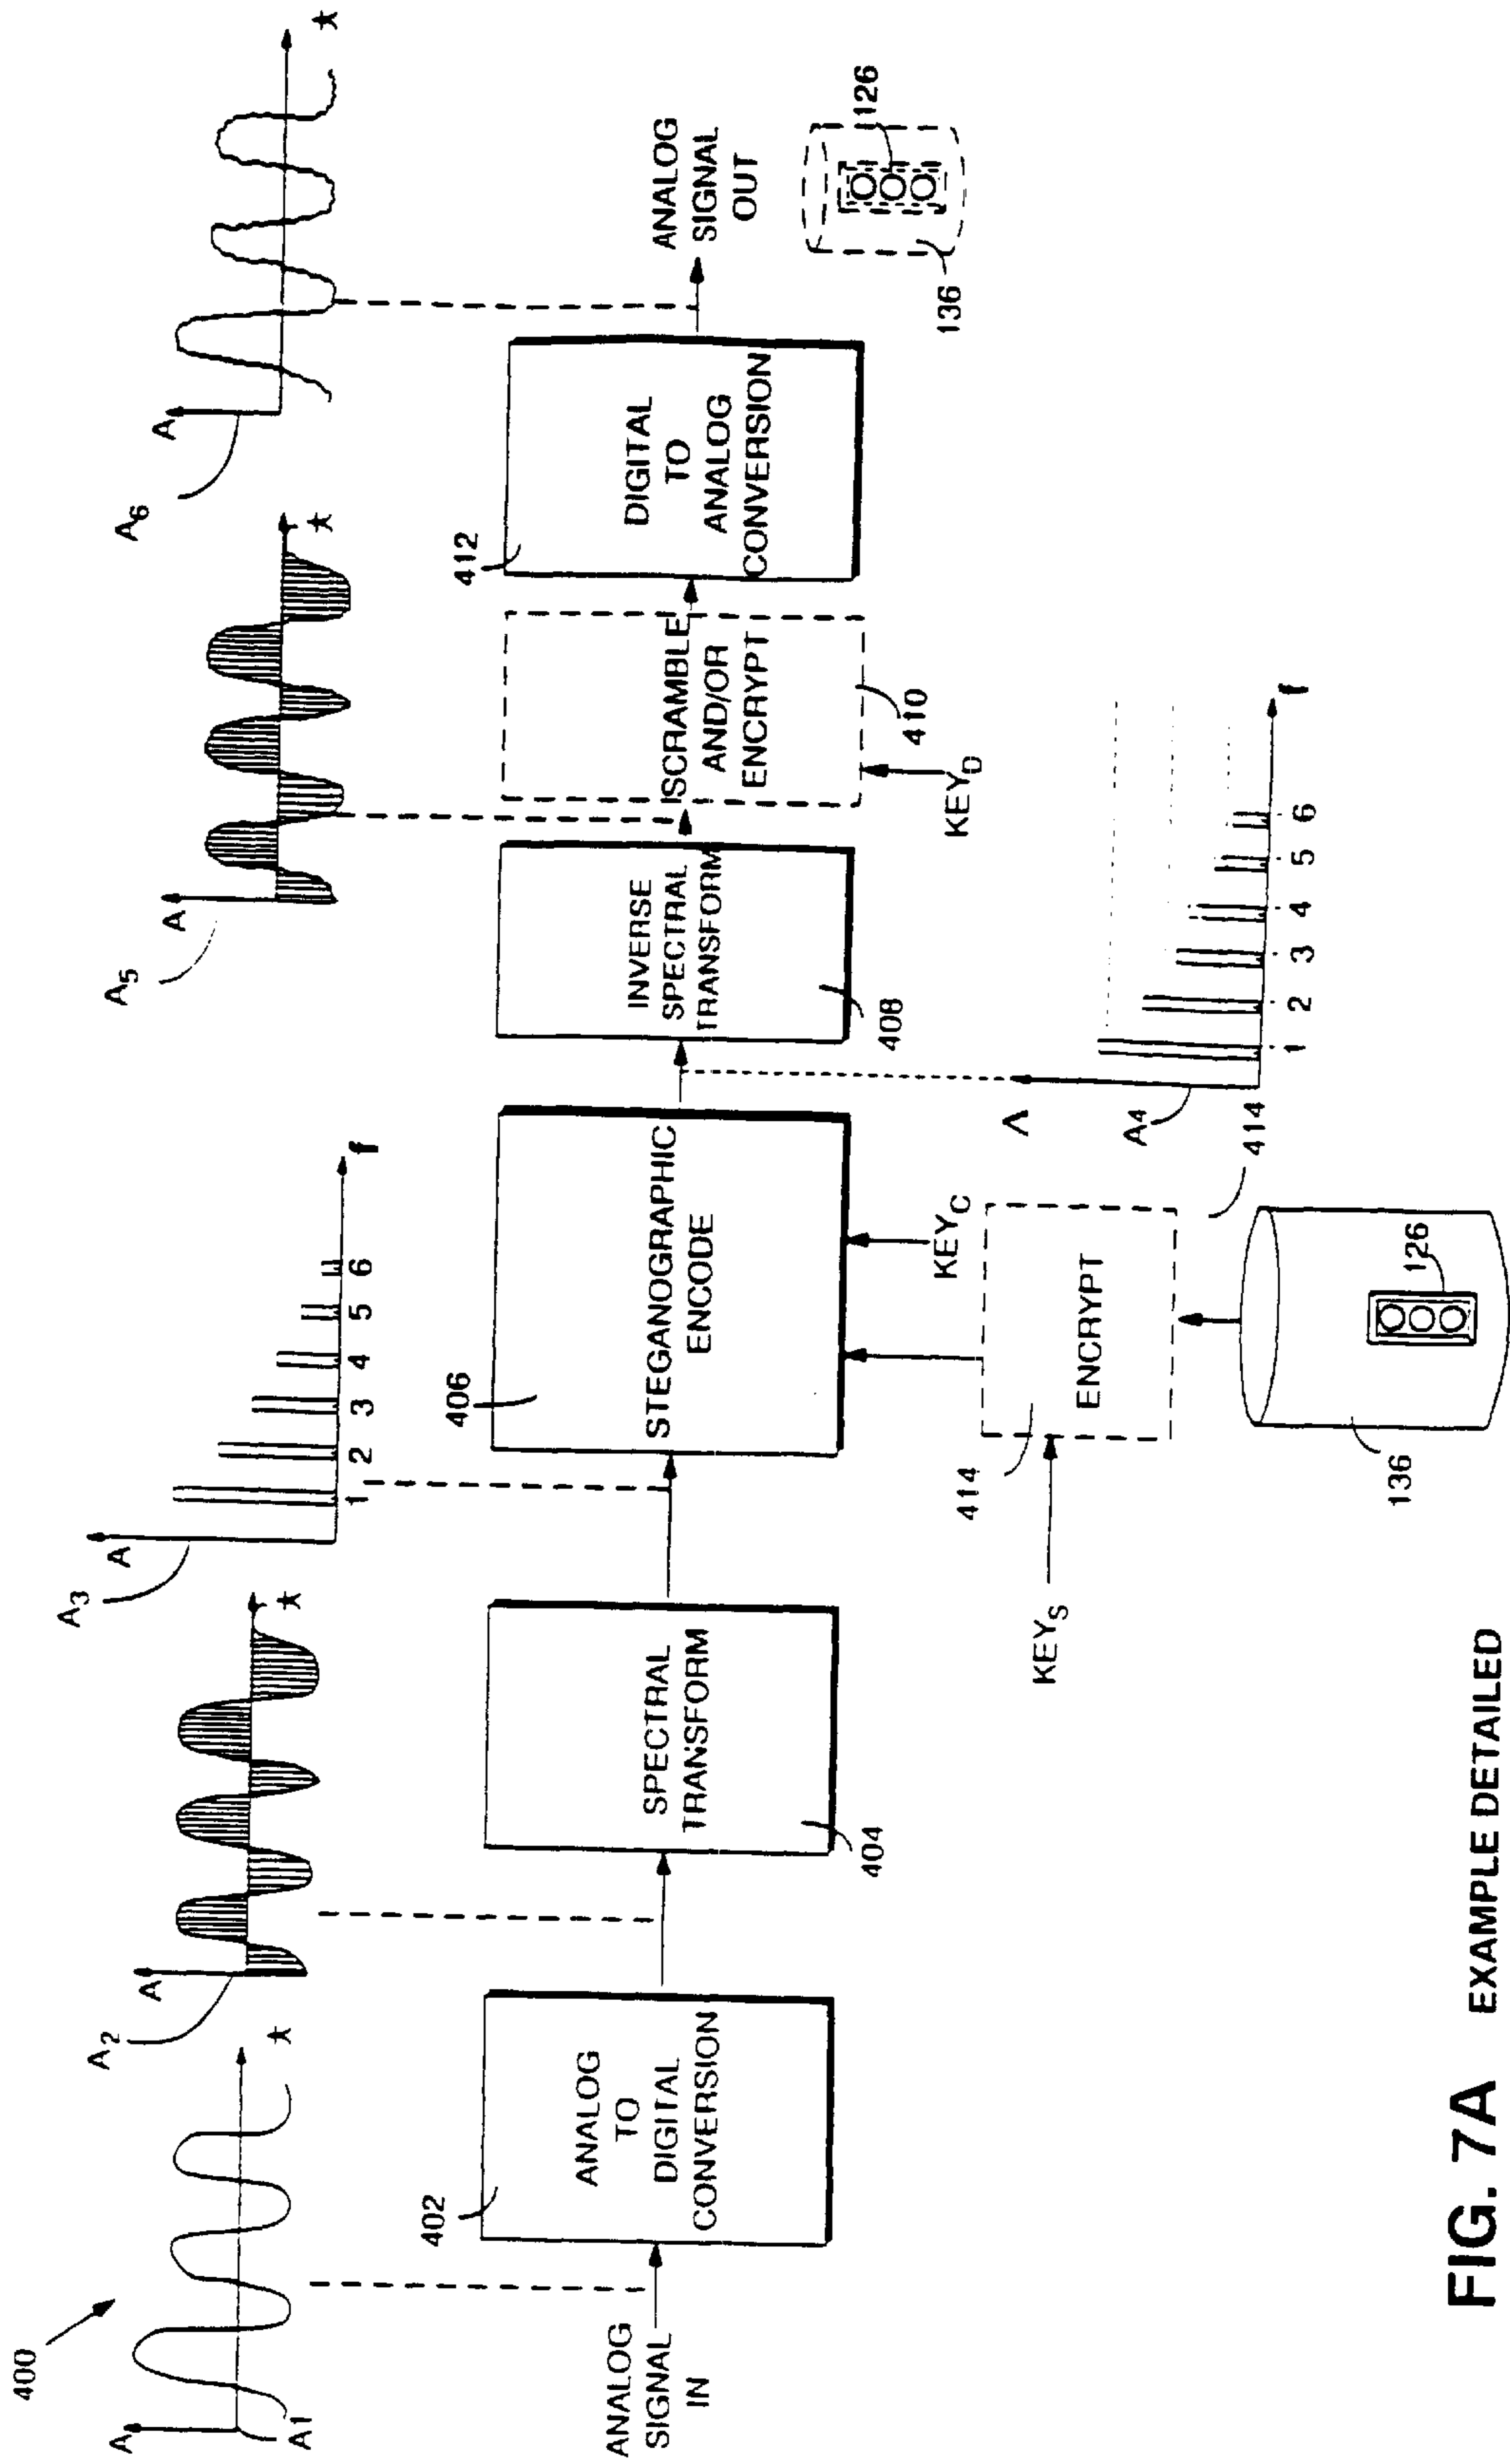 400
A
A1
★
A2
A
★
A3
A
1 2 3 4 5 6
f
A5
A
★
A6
A
★
ANALOG
SIGNAL
IN
402
ANALOG
TO
DIGITAL
CONVERSION
SPECTRAL
TRANSFORM
404
406
STEGANOGRAPHIC
ENCODE
INVERSE
SPECTRAL
TRANSFORM
408
SCRAMBLE
AND/OR
ENCRYPT
410
KEYD
412
DIGITAL
TO
ANALOG
CONVERSION
ANALOG
SIGNAL
OUT
136
126
KEYC
KEYS
414
ENCRYPT
414
136
126
A
A4
1 2 3 4 5 6
f
FIG. 7A EXAMPLE DETAILED